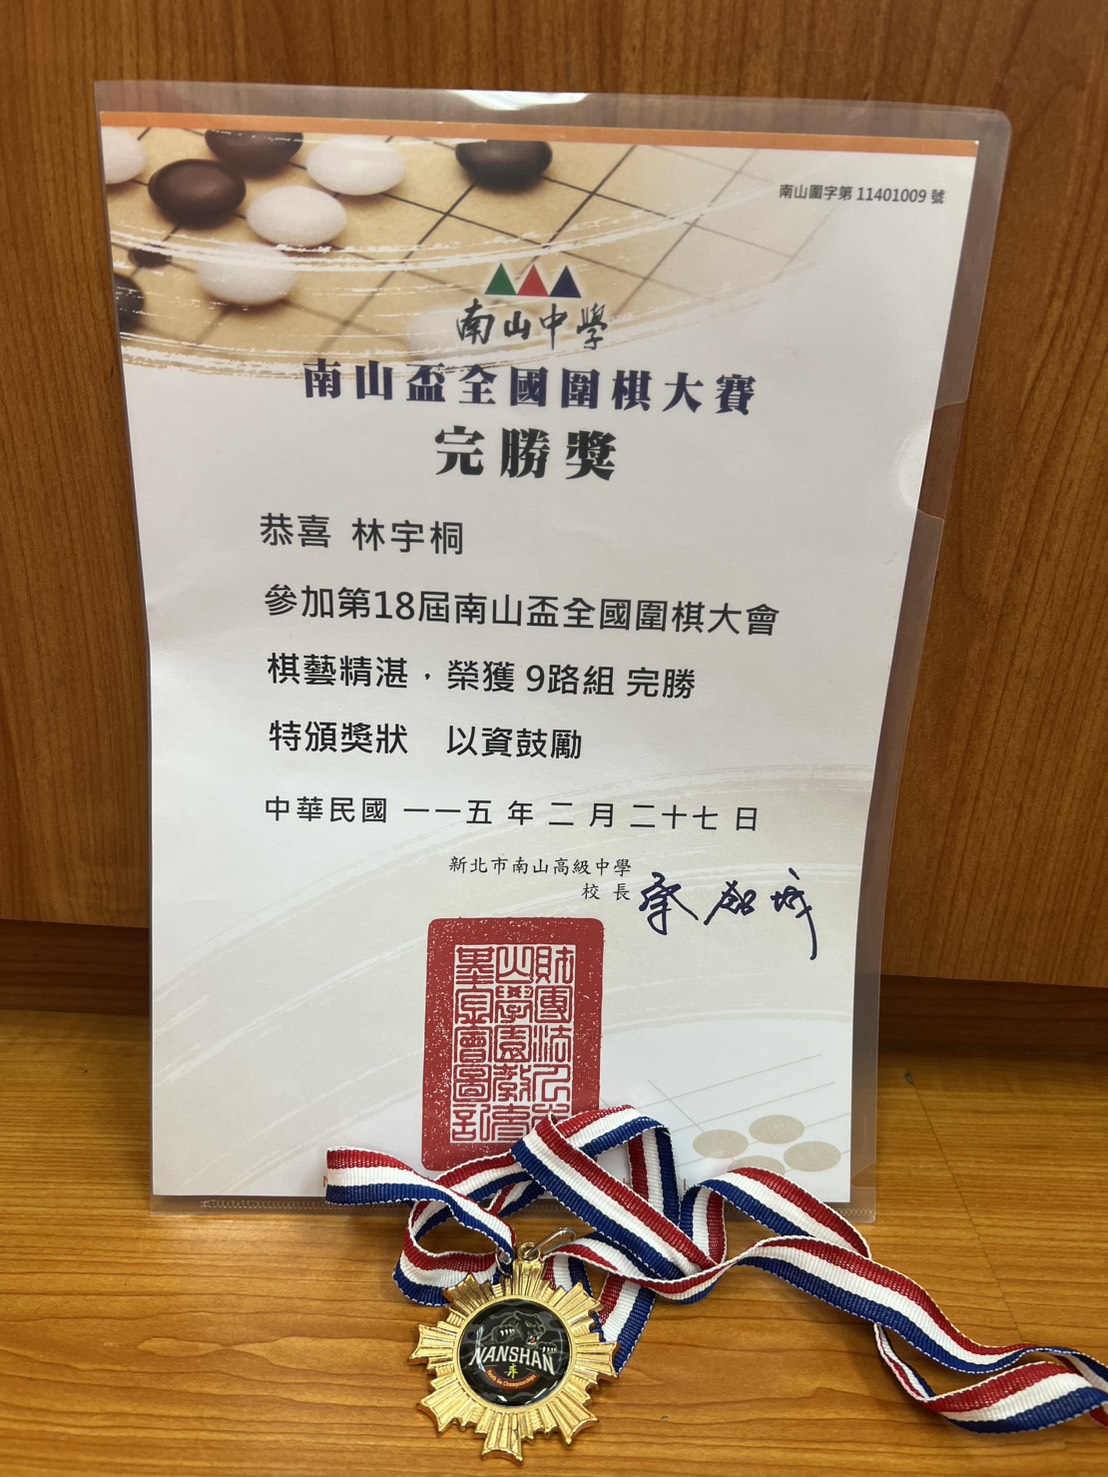 南山圍字第 11401009 號
南山中學
南山盃全國圍棋大賽
完勝獎
恭喜 林宇桐
參加第18屆南山盃全國圍棋大會
棋藝精湛，榮獲 9路組 完勝
特頒獎狀 以資鼓勵
中華民國 一一五 年 二 月 二十七 日
新北市南山高級中學
校 長
NANSHAN
弈
Youth Go Championships